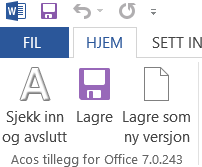 FIL HJEM SETT IN
Sjekk inn Lagre Lagre som
og avslutt ny versjon
Acos tillegg for Office 7.0.243